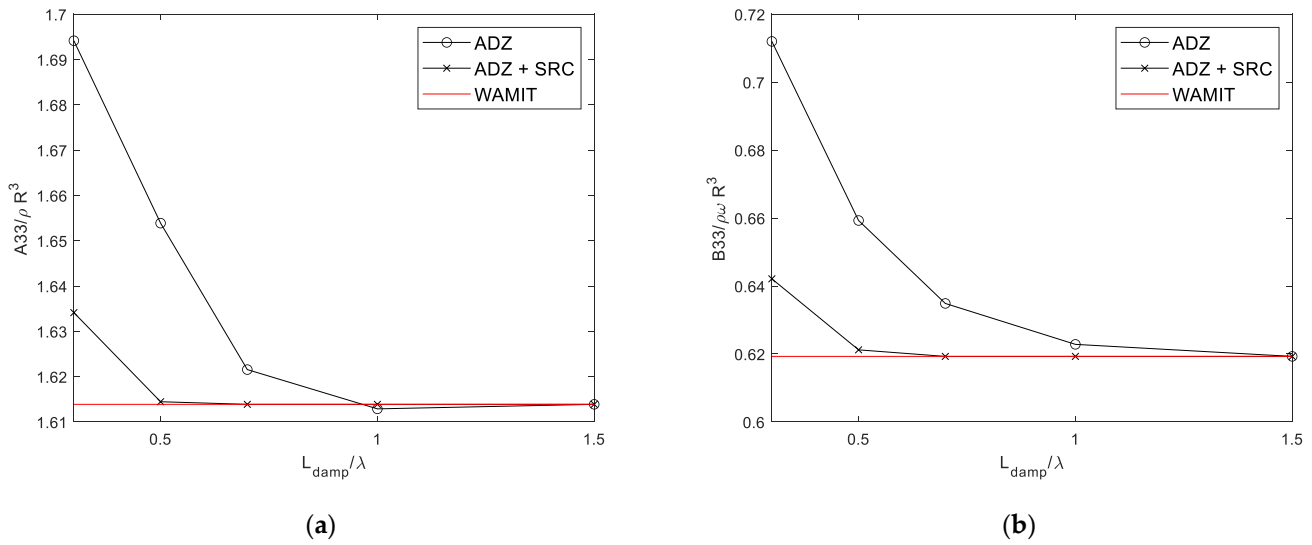 1.7
1.69
1.68
1.67
1.66
1.65
1.64
1.63
1.62
1.61
A33/ρ R³
0.5
1
1.5
L_damp/λ
ADZ
ADZ + SRC
WAMIT
(a)
0.72
0.7
0.68
0.66
0.64
0.62
0.6
B33/ρω R³
0.5
1
1.5
L_damp/λ
ADZ
ADZ + SRC
WAMIT
(b)